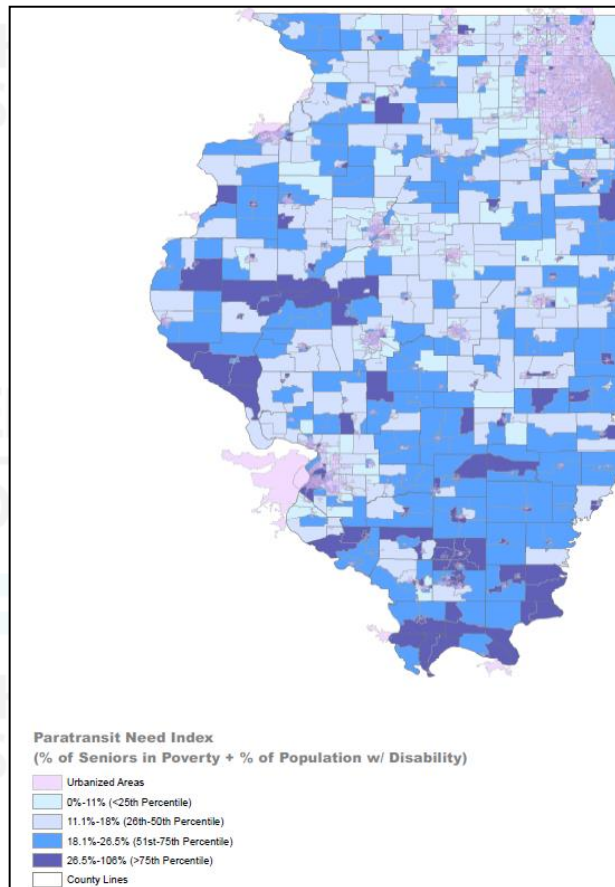 Paratransit Need Index
(% of Seniors in Poverty + % of Population w/ Disability)
Urbanized Areas
0%-11% (<25th Percentile)
11.1%-18% (26th-50th Percentile)
18.1%-26.5% (51st-75th Percentile)
26.5%-106% (>75th Percentile)
County Lines